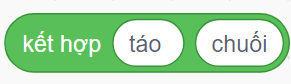 kết hợp táo chuối